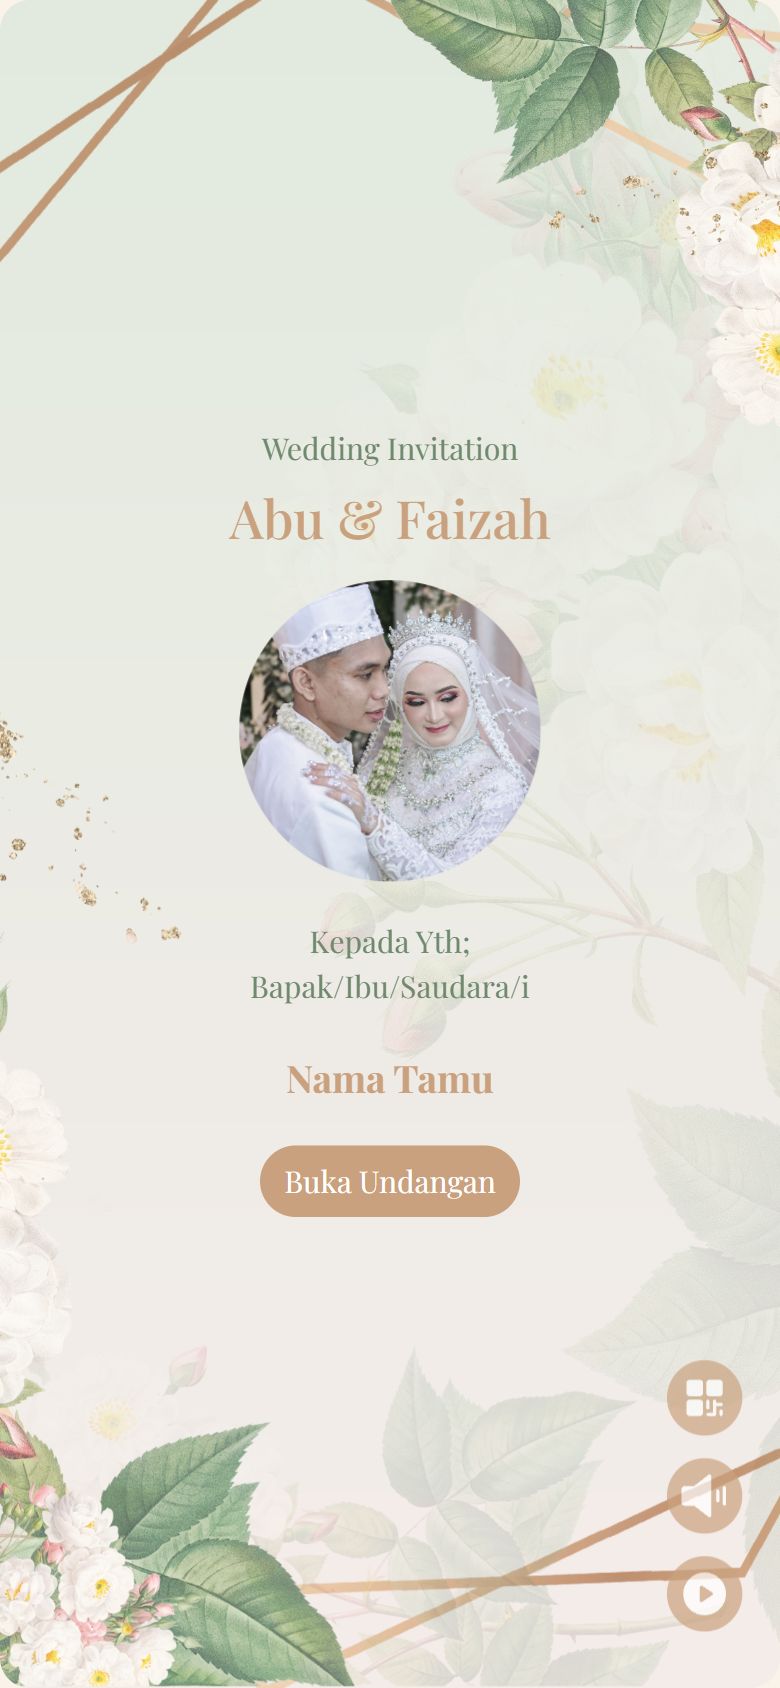 Wedding Invitation
Abu & Faizah
Kepada Yth;
Bapak/Ibu/Saudara/i
Nama Tamu
Buka Undangan